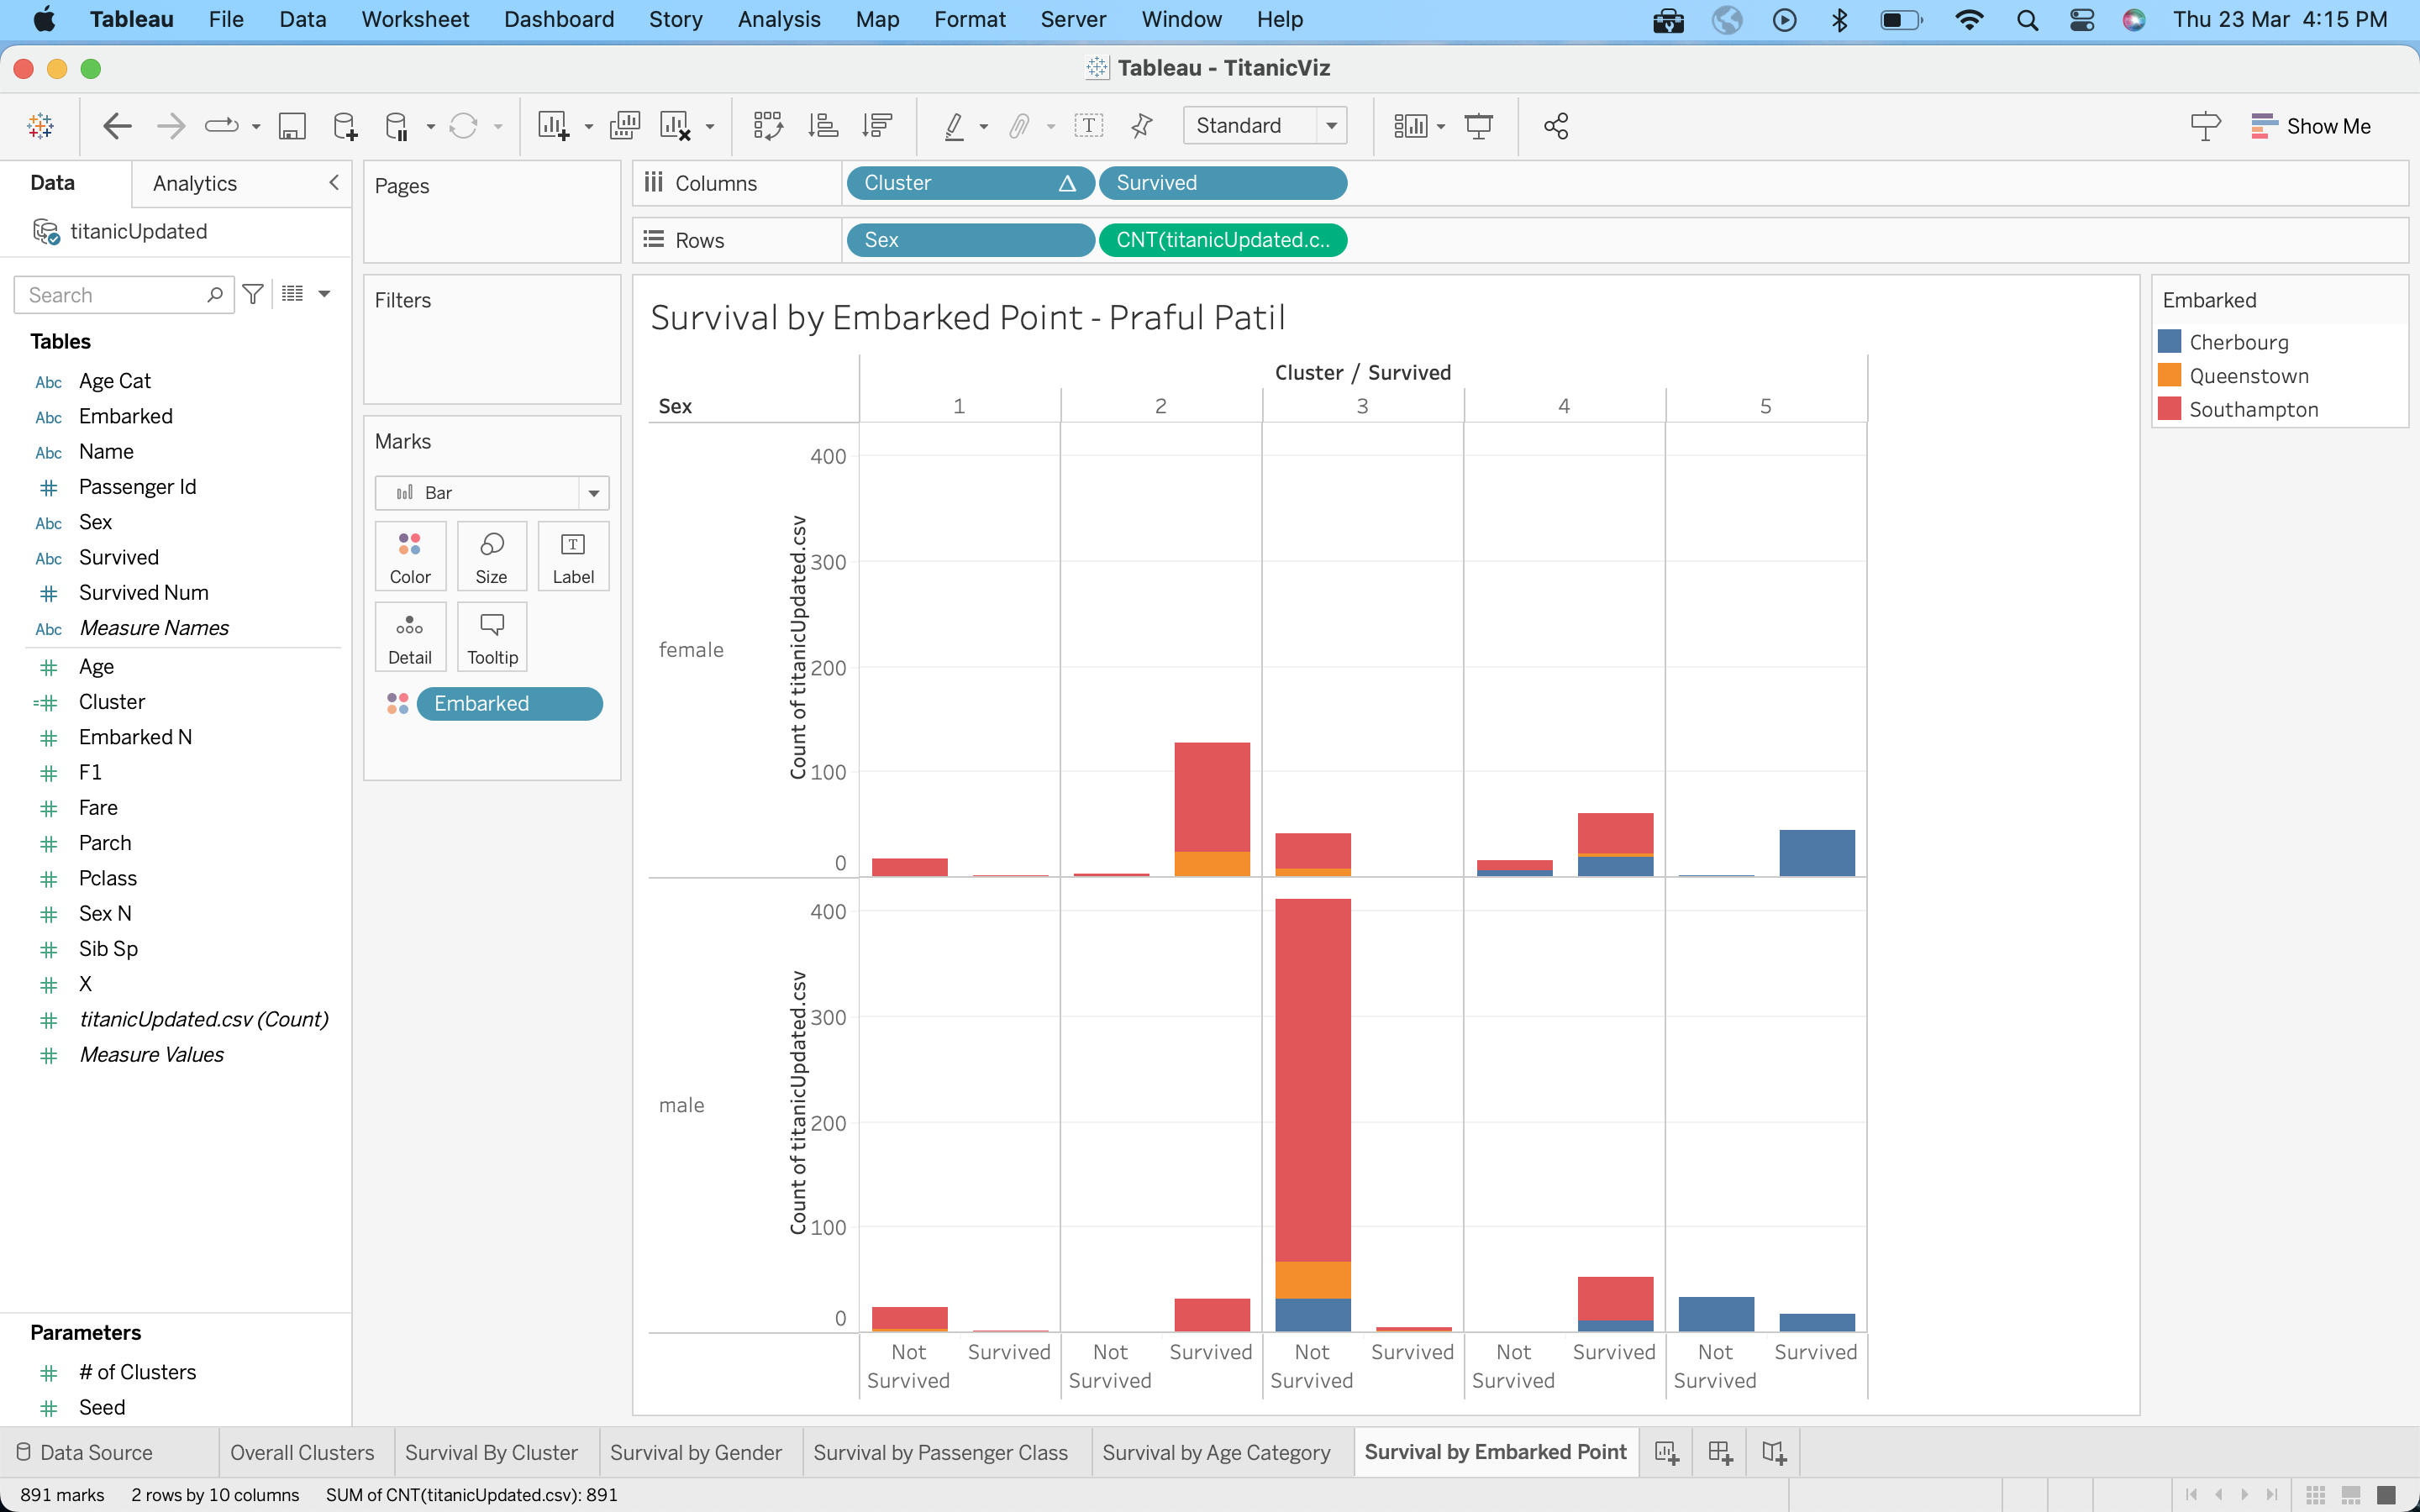 Tableau File Data Worksheet Dashboard Story Analysis Map Format Server Window Help Thu 23 Mar 4:15 PM
Tableau - TitanicViz
Standard Show Me
Data Analytics
titanicUpdated
Search
Tables
Abc Age Cat
Abc Embarked
Abc Name
Passenger Id
Abc Sex
Abc Survived
Survived Num
Abc Measure Names
Age
Cluster
Embarked N
F1
Fare
Parch
Pclass
Sex N
Sib Sp
X
titanicUpdated.csv (Count)
Measure Values
Parameters
# of Clusters
Seed
Pages
Filters
Marks
Bar
Color Size Label
Detail Tooltip
Embarked
Columns Cluster Survived
Rows Sex CNT(titanicUpdated.c..
Survival by Embarked Point - Praful Patil
Cluster / Survived
Sex 1 2 3 4 5
female
Count of titanicUpdated.csv
400
300
200
100
0
male
Count of titanicUpdated.csv
400
300
200
100
0
Not Survived Survived Not Survived Survived Not Survived Survived Not Survived Survived Not Survived Survived
Embarked
Cherbourg
Queenstown
Southampton
Data Source Overall Clusters Survival By Cluster Survival by Gender Survival by Passenger Class Survival by Age Category Survival by Embarked Point
891 marks 2 rows by 10 columns SUM of CNT(titanicUpdated.csv): 891